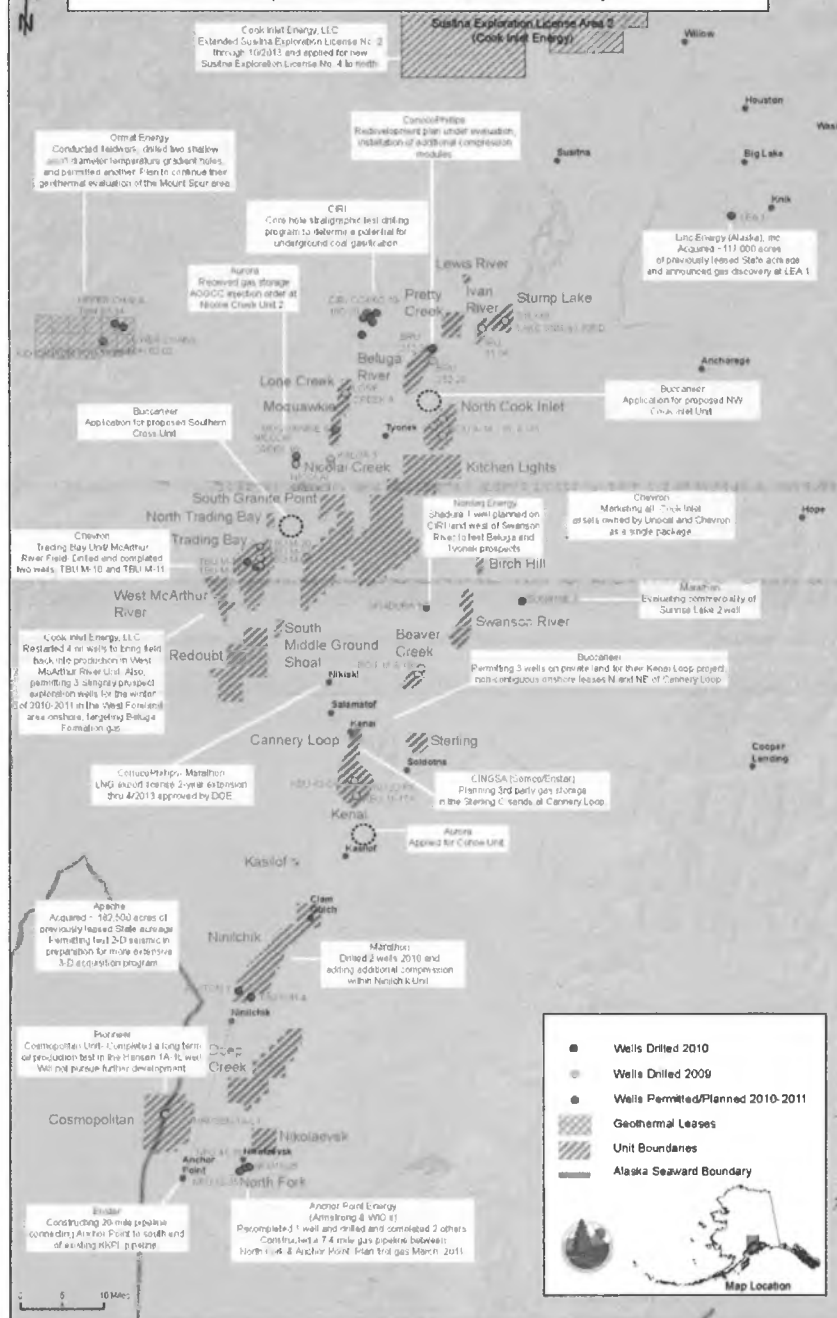 Cook Inlet Energy, LLC
Extended Susitna Exploration License No. 2
through 10/2013 and applied for new
Susitna Exploration License No. 4 to north
Susitna Exploration License Area 2
(Cook Inlet Energy)
Willow
Houston
Susitna
Big Lake
Knik
Ormat Energy
Conducted fieldwork, drilled two shallow
diameter temperature gradient holes,
and permitted another. Plan to continue their
geothermal evaluation of the Mount Spur area.
ConocoPhillips
Redevelopment plan under evaluation,
installation of additional compression
modules
CIRI
Core hole stratigraphic test drilling
program to determine a potential for
underground coal gasification
Linc Energy (Alaska), Inc
Acquired
of previously leased State acreage
and announced gas discovery at LEA 1
Aurora
Received gas storage
AOGCC injection order at
Nicolai Creek Unit 2
Lewis River
Pretty
Creek
Ivan
River
Stump Lake
Beluga
River
Lone Creek
Moquawkie
Anchorage
Buccaneer
Application for proposed NW
Cook Inlet Unit
Buccaneer
Application for proposed Southern
Cross Unit
North Cook Inlet
Tyonek
Nicolai Creek
Kitchen Lights
South Granite Point
North Trading Bay
Trading Bay
Nordaq Energy
Shadura 1 well planned on
CIRI land west of Swanson
River to test Beluga and
Tyonek prospects
Chevron
Marketing all Cook Inlet
assets owned by Unocal and Chevron
as a single package
Hope
Chevron
Trading Bay Unit/ McArthur
River Field- Drilled and completed
two wells, TBU M-10 and TBU M-11
Birch Hill
West McArthur
River
Marathon
Evaluating commerciality of
Sunrise Lake 2 well
Swanson River
Cook Inlet Energy, LLC
Restarted 4 oil wells to bring field
back into production in West
McArthur River Unit. Also,
permitting 3 Stingray prospect
exploration wells for the winter
of 2010-2011 in the West Foreland
area onshore, targeting Beluga
Formation gas
Redoubt
South
Middle Ground
Shoal
Beaver
Creek
Nikiski
Buccaneer
Permitting 3 wells on private land for their Kenai Loop project,
non-contiguous onshore leases N and NE of Cannery Loop
Salamatof
Kenai
Cannery Loop
Sterling
Soldotna
Cooper
Landing
ConocoPhillips- Marathon
LNG export license 2-year extension
thru 4/2013 approved by DOE
CINGSA (Semco/Enstar)
Planning 3rd party gas storage
in the Sterling C sands at Cannery Loop
Kenai
Aurora
Applied for Cohoe Unit
Kasilof
Kasilof
Apache
Acquired ~ 162,500 acres of
previously leased State acreage
Permitting test 2-D seismic in
preparation for more extensive
3-D acquisition program
Clam
Gulch
Ninilchik
Marathon
Drilled 2 wells 2010 and
adding additional compression
within Ninilchik Unit
Ninilchik
Pioneer
Cosmopolitan Unit- Completed a long term
oil production test in the Hansen 1A-1L well
Will not pursue further development
Deep
Creek
Cosmopolitan
Nikolaevsk
Nikolaevsk
Anchor
Point
North Fork
Enstar
Constructing 20-mile pipeline
connecting Anchor Point to south end
of existing KKPL pipeline
Anchor Point Energy
(Armstrong & WIO's)
Recompleted 1 well and drilled and completed 2 others
Constructed a 7.4 mile gas pipeline between
North Fork & Anchor Point. Plan first gas March, 2011
Wells Drilled 2010
Wells Drilled 2009
Wells Permitted/Planned 2010-2011
Geothermal Leases
Unit Boundaries
Alaska Seaward Boundary
Map Location
0 5 10 Miles